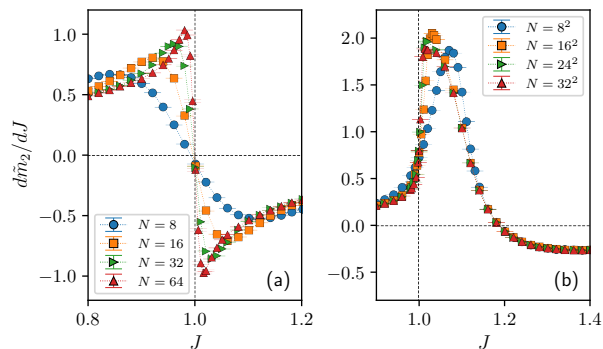 dm̃₂/dJ
1.0
0.5
0.0
−0.5
−1.0
0.8
1.0
1.2
J
N = 8
N = 16
N = 32
N = 64
(a)
2.0
1.5
1.0
0.5
0.0
−0.5
1.0
1.2
1.4
J
N = 8²
N = 16²
N = 24²
N = 32²
(b)